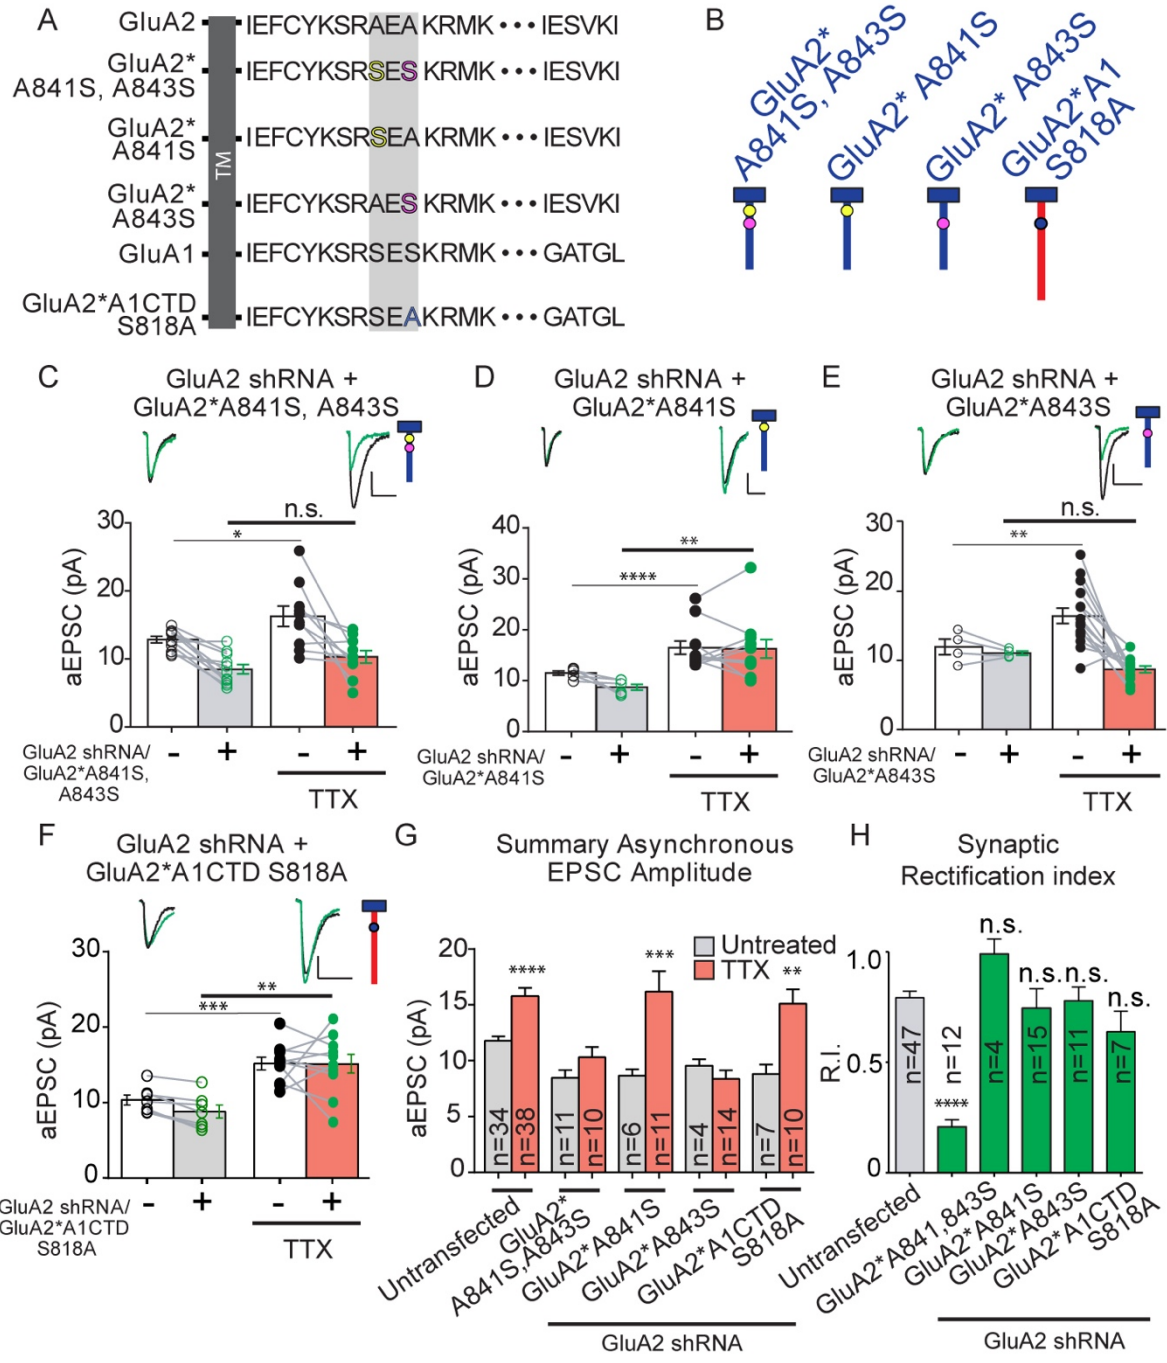 A
GluA2
IEFCYKSRAEAKRMK •••IESVKI
GluA2*
A841S, A843S
IEFCYKSRSESKRMK •••IESVKI
GluA2*
A841S
IEFCYKSRSEAKRMK •••IESVKI
GluA2*
A843S
IEFCYKSRAESKRMK •••IESVKI
GluA1
IEFCYKSRSESKRMK •••GATGL
GluA2*A1CTD
S818A
IEFCYKSRSEAKRMK •••GATGL
TM
B
GluA2*
A841S, A843S
GluA2* A841S
GluA2* A843S
GluA2*A1
S818A
C
GluA2 shRNA +
GluA2*A841S, A843S
n.s.
*
30
20
10
0
aEPSC (pA)
- + - +
GluA2 shRNA/
GluA2*A841S,
A843S
TTX
D
GluA2 shRNA +
GluA2*A841S
**
****
40
30
20
10
0
aEPSC (pA)
- + - +
GluA2 shRNA/
GluA2*A841S
TTX
E
GluA2 shRNA +
GluA2*A843S
n.s.
**
30
20
10
0
aEPSC (pA)
- + - +
GluA2 shRNA/
GluA2*A843S
TTX
F
GluA2 shRNA +
GluA2*A1CTD S818A
**
***
30
20
10
0
aEPSC (pA)
- + - +
GluA2 shRNA/
GluA2*A1CTD
S818A
TTX
G
Summary Asynchronous
EPSC Amplitude
Untreated
TTX
20
15
10
5
0
aEPSC (pA)
**** *** **
n=34
n=38
n=11
n=10
n=6
n=11
n=4
n=14
n=7
n=10
Untransfected
GluA2*
A841S,A843S
GluA2*A841S
GluA2*A843S
GluA2*A1CTD
S818A
GluA2 shRNA
H
Synaptic
Rectification index
1.0
0.5
0
R.I.
**** n.s. n.s. n.s. n.s.
n=47
n=12
n=4
n=15
n=11
n=7
Untransfected
GluA2*A841,843S
GluA2*A841S
GluA2*A843S
GluA2*A1CTD
S818A
GluA2 shRNA